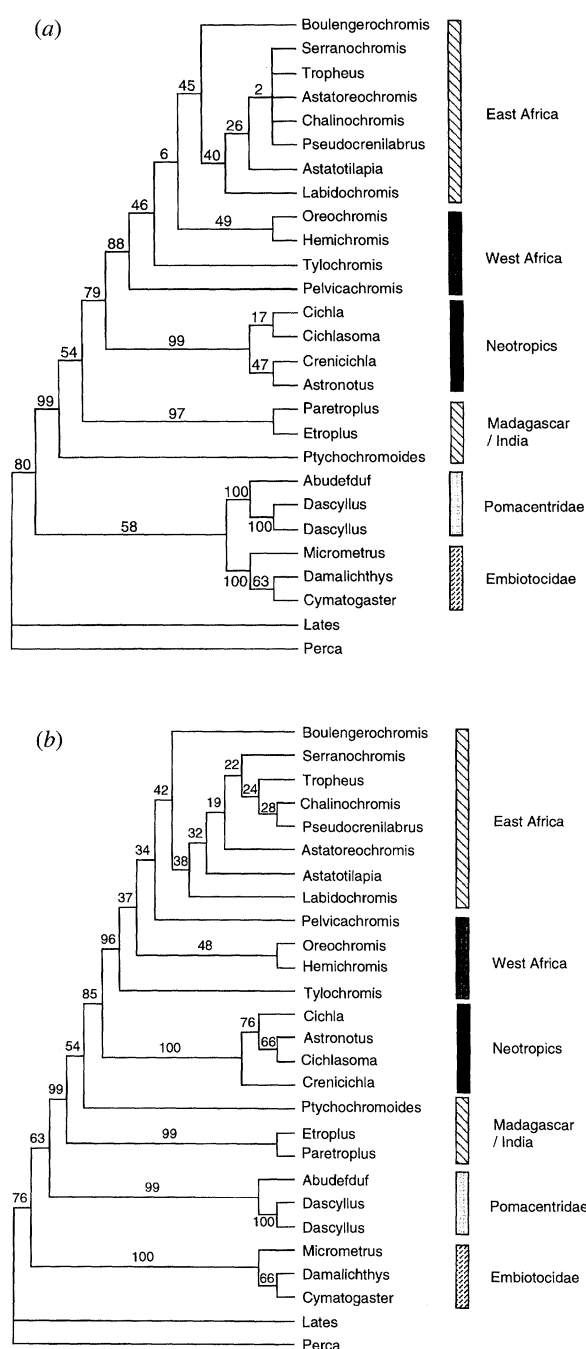 (a)
Boulengerochromis
Serranochromis
Tropheus
Astatoreochromis
Chalinochromis
Pseudocrenilabrus
Astatotilapia
Labidochromis
Oreochromis
Hemichromis
Tylochromis
Pelvicachromis
Cichla
Cichlasoma
Crenicichla
Astronotus
Paretroplus
Etroplus
Ptychochromoides
Abudefduf
Dascyllus
Dascyllus
Micrometrus
Damalichthys
Cymatogaster
Lates
Perca
East Africa
West Africa
Neotropics
Madagascar
/ India
Pomacentridae
Embiotocidae
45
2
26
40
6
49
46
88
79
17
99
47
54
97
99
80
100
100
58
100
63
(b)
Boulengerochromis
Serranochromis
Tropheus
Chalinochromis
Pseudocrenilabrus
Astatoreochromis
Astatotilapia
Labidochromis
Pelvicachromis
Oreochromis
Hemichromis
Tylochromis
Cichla
Astronotus
Cichlasoma
Crenicichla
Ptychochromoides
Etroplus
Paretroplus
Abudefduf
Dascyllus
Dascyllus
Micrometrus
Damalichthys
Cymatogaster
Lates
Perca
East Africa
West Africa
Neotropics
Madagascar
/ India
Pomacentridae
Embiotocidae
22
42
24
28
19
32
38
34
37
48
96
76
66
85
100
54
99
99
63
99
100
76
100
66